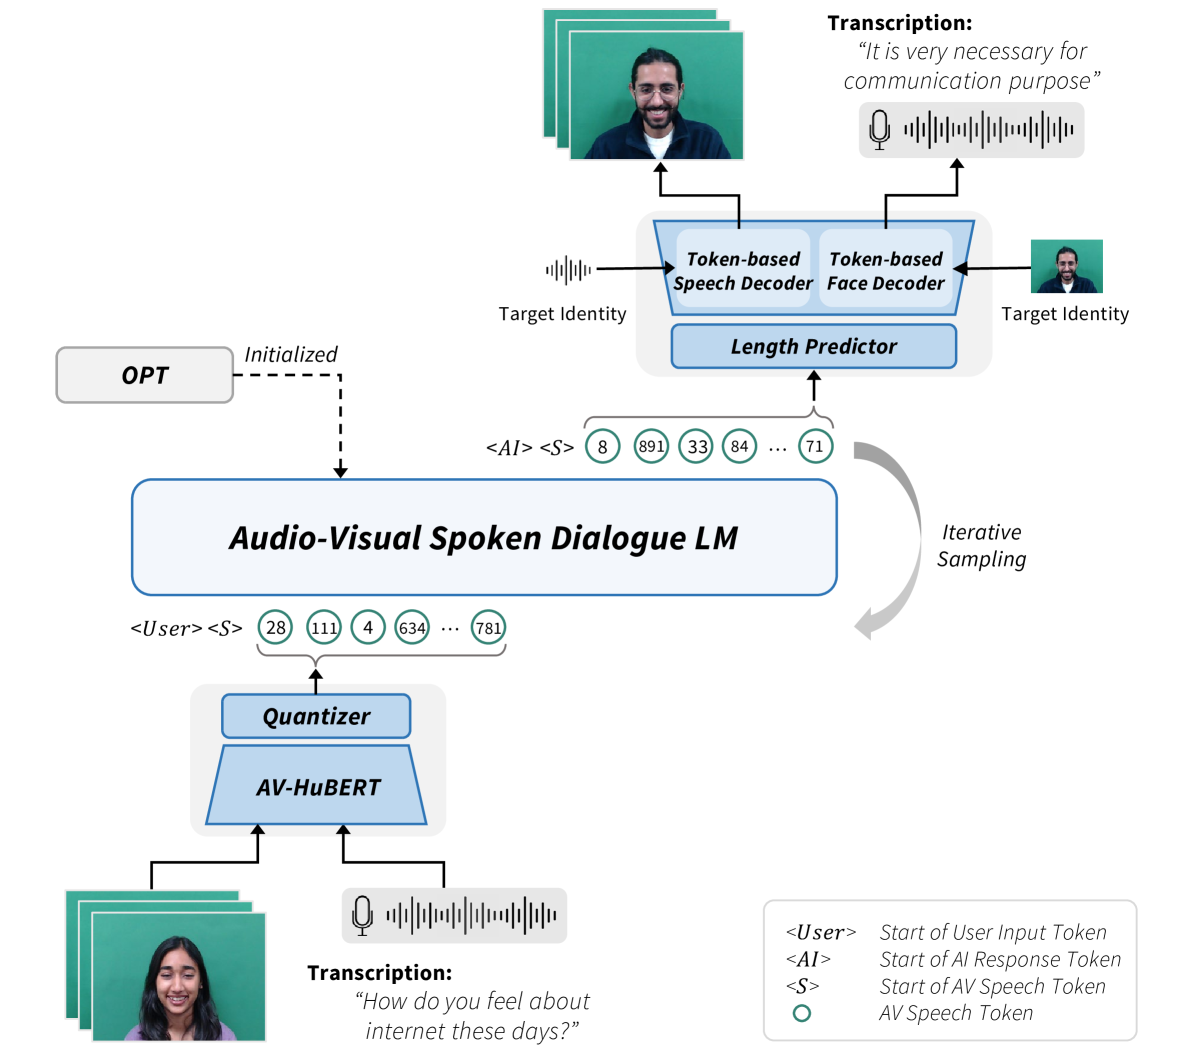 Transcription:
“It is very necessary for
communication purpose”
Token-based
Speech Decoder
Token-based
Face Decoder
Target Identity
Target Identity
Length Predictor
OPT
Initialized
<AI> <S> 8 891 33 84 ... 71
Audio-Visual Spoken Dialogue LM
Iterative
Sampling
<User> <S> 28 111 4 634 ... 781
Quantizer
AV-HuBERT
Transcription:
“How do you feel about
internet these days?”
<User> Start of User Input Token
<AI> Start of AI Response Token
<S> Start of AV Speech Token
AV Speech Token